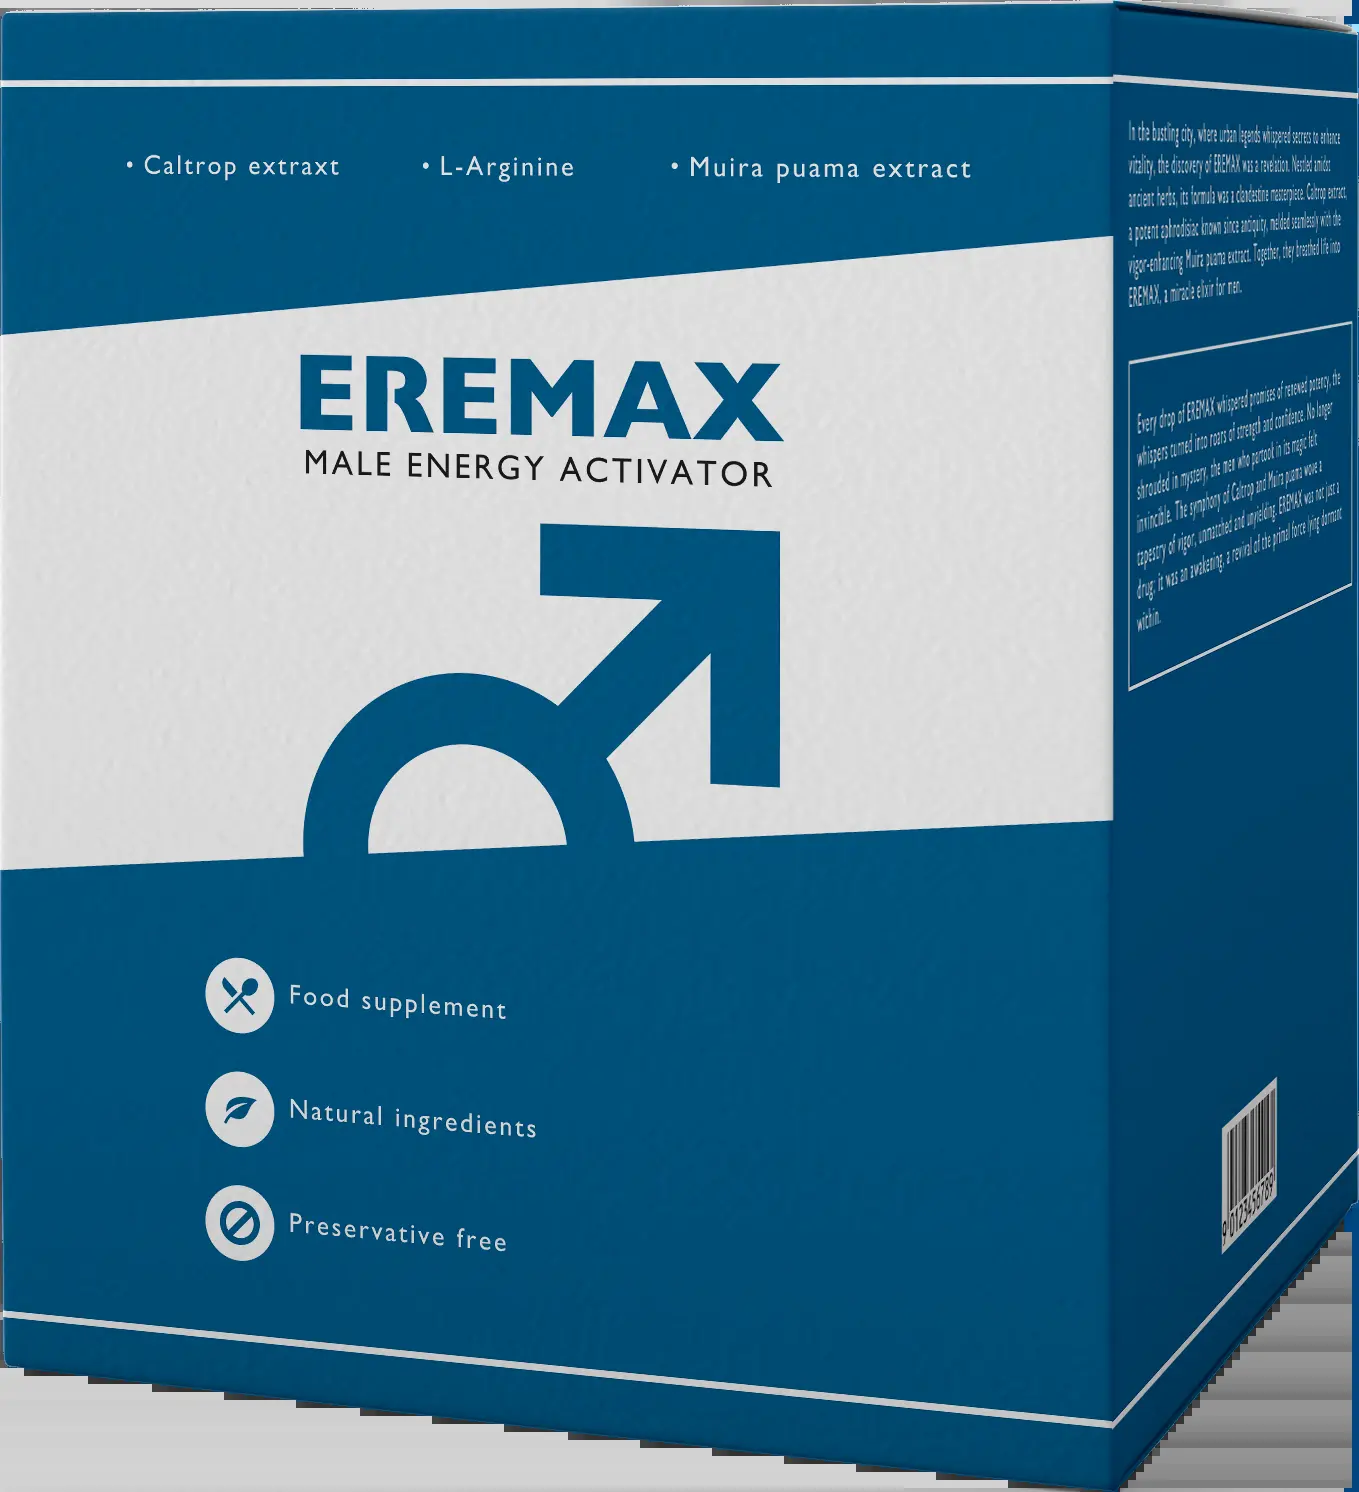 • Caltrop extraxt • L-Arginine • Muira puama extract
EREMAX
MALE ENERGY ACTIVATOR
Food supplement
Natural ingredients
Preservative free
In the bustling city, where urban legends whispered secrets to enhance
vitality, the discovery of EREMAX was a revelation. Nestled amidst
ancient herbs, its formula was a clandestine masterpiece. Caltrop extract,
a potent aphrodisiac known since antiquity, melded seamlessly with the
vigor-enhancing Muira puama extract. Together, they breathed life into
EREMAX, a miracle elixir for men.
Every drop of EREMAX whispered promises of renewed potency, the
whispers turned into roars of strength and confidence. No longer
shrouded in mystery, the men who partook in its magic felt
invincible. The symphony of Caltrop and Muira puama wove a
tapestry of vigor, unmatched and unyielding. EREMAX was not just a
drug; it was an awakening, a revival of the primal force lying dormant
within.
9 0123456789